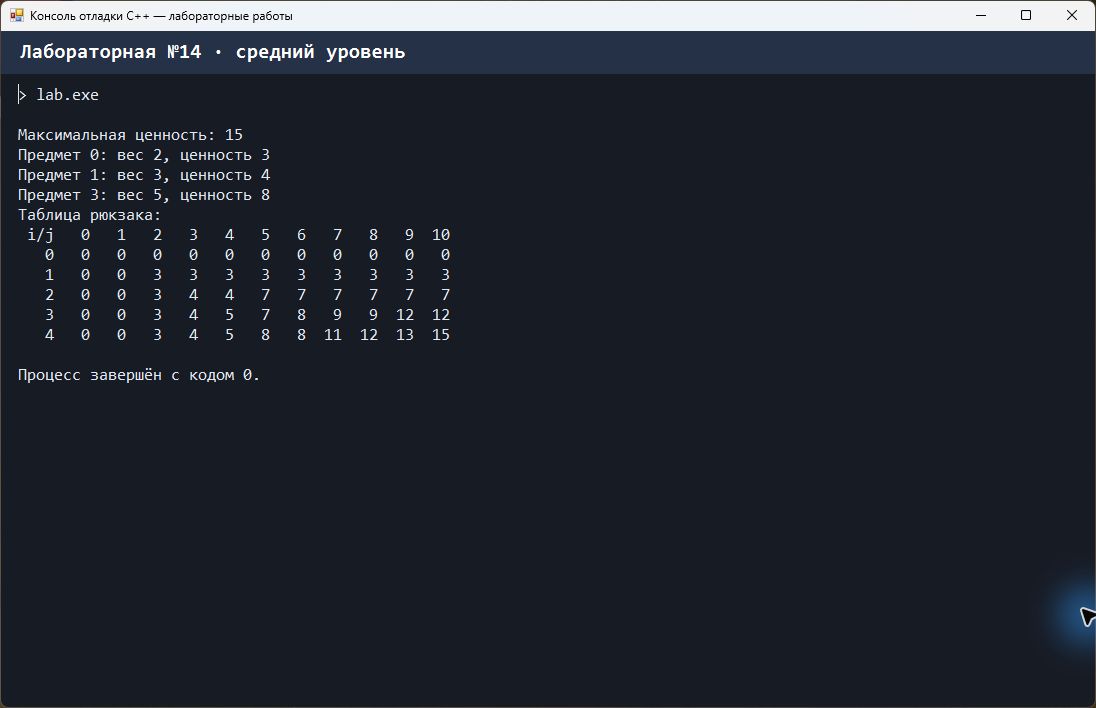 Консоль отладки C++ — лабораторные работы
Лабораторная №14 · средний уровень
> lab.exe
Максимальная ценность: 15
Предмет 0: вес 2, ценность 3
Предмет 1: вес 3, ценность 4
Предмет 3: вес 5, ценность 8
Таблица рюкзака:
i/j 0 1 2 3 4 5 6 7 8 9 10
0 0 0 0 0 0 0 0 0 0 0 0
1 0 0 3 3 3 3 3 3 3 3 3
2 0 0 3 4 4 7 7 7 7 7 7
3 0 0 3 4 5 7 8 9 9 12 12
4 0 0 3 4 5 8 8 11 12 13 15
Процесс завершён с кодом 0.